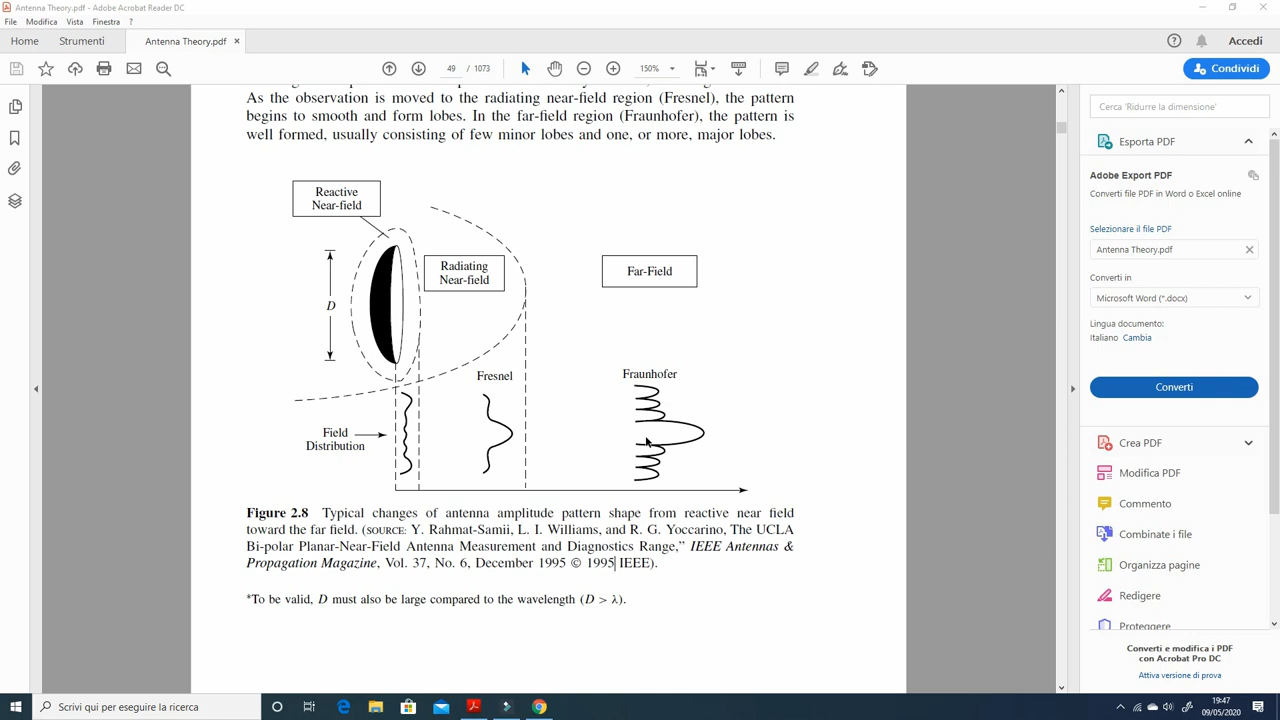 Antenna Theory.pdf - Adobe Acrobat Reader DC
File Modifica Vista Finestra ?
Home Strumenti Antenna Theory.pdf ×
Accedi
49 / 1073
150%
Condividi
As the observation is moved to the radiating near-field region (Fresnel), the pattern
begins to smooth and form lobes. In the far-field region (Fraunhofer), the pattern is
well formed, usually consisting of few minor lobes and one, or more, major lobes.
Reactive
Near-field
Radiating
Near-field
Far-Field
D
Fresnel
Fraunhofer
Field
Distribution
Figure 2.8 Typical changes of antenna amplitude pattern shape from reactive near field
toward the far field. (SOURCE: Y. Rahmat-Samii, L. I. Williams, and R. G. Yoccarino, The UCLA
Bi-polar Planar-Near-Field Antenna Measurement and Diagnostics Range,” IEEE Antennas &
Propagation Magazine, Vol. 37, No. 6, December 1995 © 1995 IEEE).
*To be valid, D must also be large compared to the wavelength (D > λ).
Cerca 'Ridurre la dimensione'
Esporta PDF
Adobe Export PDF
Converti file PDF in Word o Excel online
Selezionare il file PDF
Antenna Theory.pdf
Converti in
Microsoft Word (*.docx)
Lingua documento:
Italiano Cambia
Converti
Crea PDF
Modifica PDF
Commento
Combinate i file
Organizza pagine
Redigere
Proteggere
Converti e modifica i PDF
con Acrobat Pro DC
Attiva versione di prova
Scrivi qui per eseguire la ricerca
19:47
09/05/2020